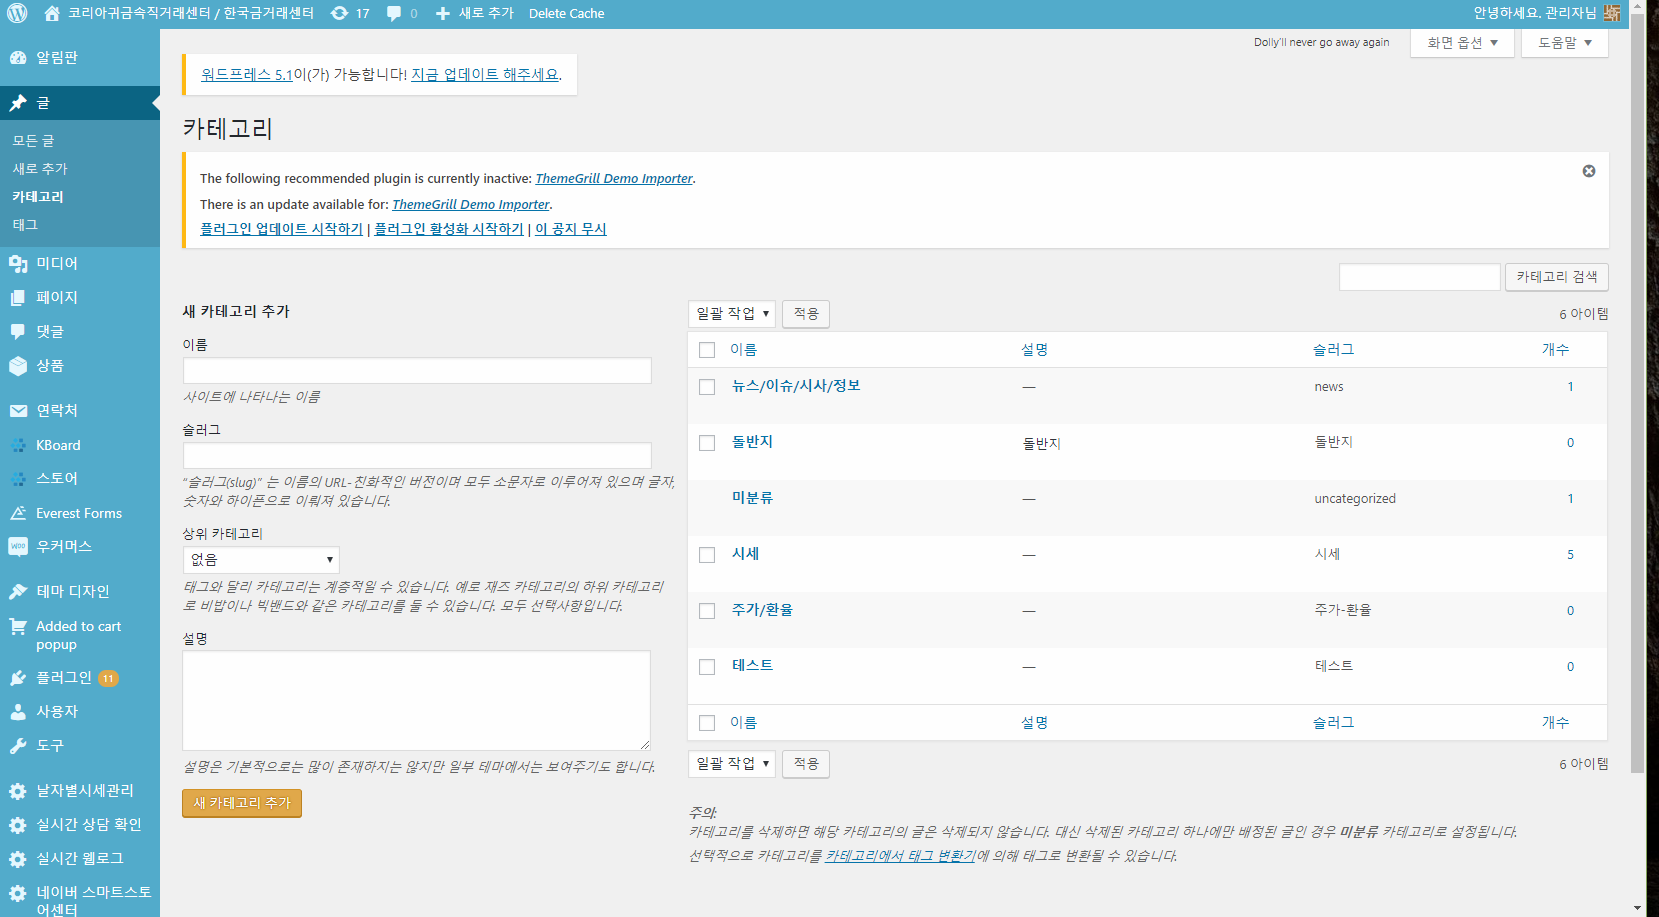 코리아귀금속직거래센터 / 한국금거래센터 17 0 새로 추가 Delete Cache 안녕하세요, 관리자님
Dolly'll never go away again 화면 옵션 도움말
알림판
글
모든 글
새로 추가
카테고리
태그
미디어
페이지
댓글
상품
연락처
KBoard
스토어
Everest Forms
우커머스
테마 디자인
Added to cart
popup
플러그인 11
사용자
도구
날자별시세관리
실시간 상담 확인
실시간 웰로그
네이버 스마트스토
어센터
워드프레스 5.1이(가) 가능합니다! 지금 업데이트 해주세요.
카테고리
The following recommended plugin is currently inactive: ThemeGrill Demo Importer.
There is an update available for: ThemeGrill Demo Importer.
플러그인 업데이트 시작하기 | 플러그인 활성화 시작하기 | 이 공지 무시
카테고리 검색
새 카테고리 추가
이름
사이트에 나타나는 이름
슬러그
“슬러그(slug)” 는 이름의 URL-친화적인 버전이며 모두 소문자로 이루어져 있으며 글자,
숫자와 하이픈으로 이뤄져 있습니다.
상위 카테고리
없음
태그와 달리 카테고리는 계층적일 수 있습니다. 예로 재즈 카테고리의 하위 카테고리
로 비밥이나 빅밴드와 같은 카테고리를 둘 수 있습니다. 모두 선택사항입니다.
설명
설명은 기본적으로는 많이 존재하지는 않지만 일부 테마에서는 보여주기도 합니다.
새 카테고리 추가
일괄 작업 적용 6 아이템
이름 설명 슬러그 개수
뉴스/이슈/시사/정보 — news 1
돌반지 돌반지 돌반지 0
미분류 — uncategorized 1
시세 — 시세 5
주가/환율 — 주가-환율 0
테스트 — 테스트 0
이름 설명 슬러그 개수
일괄 작업 적용 6 아이템
주의:
카테고리를 삭제하면 해당 카테고리의 글은 삭제되지 않습니다. 대신 삭제된 카테고리 하나에만 배정된 글인 경우 미분류 카테고리로 설정됩니다.
선택적으로 카테고리를 카테고리에서 태그 변환기에 의해 태그로 변환될 수 있습니다.